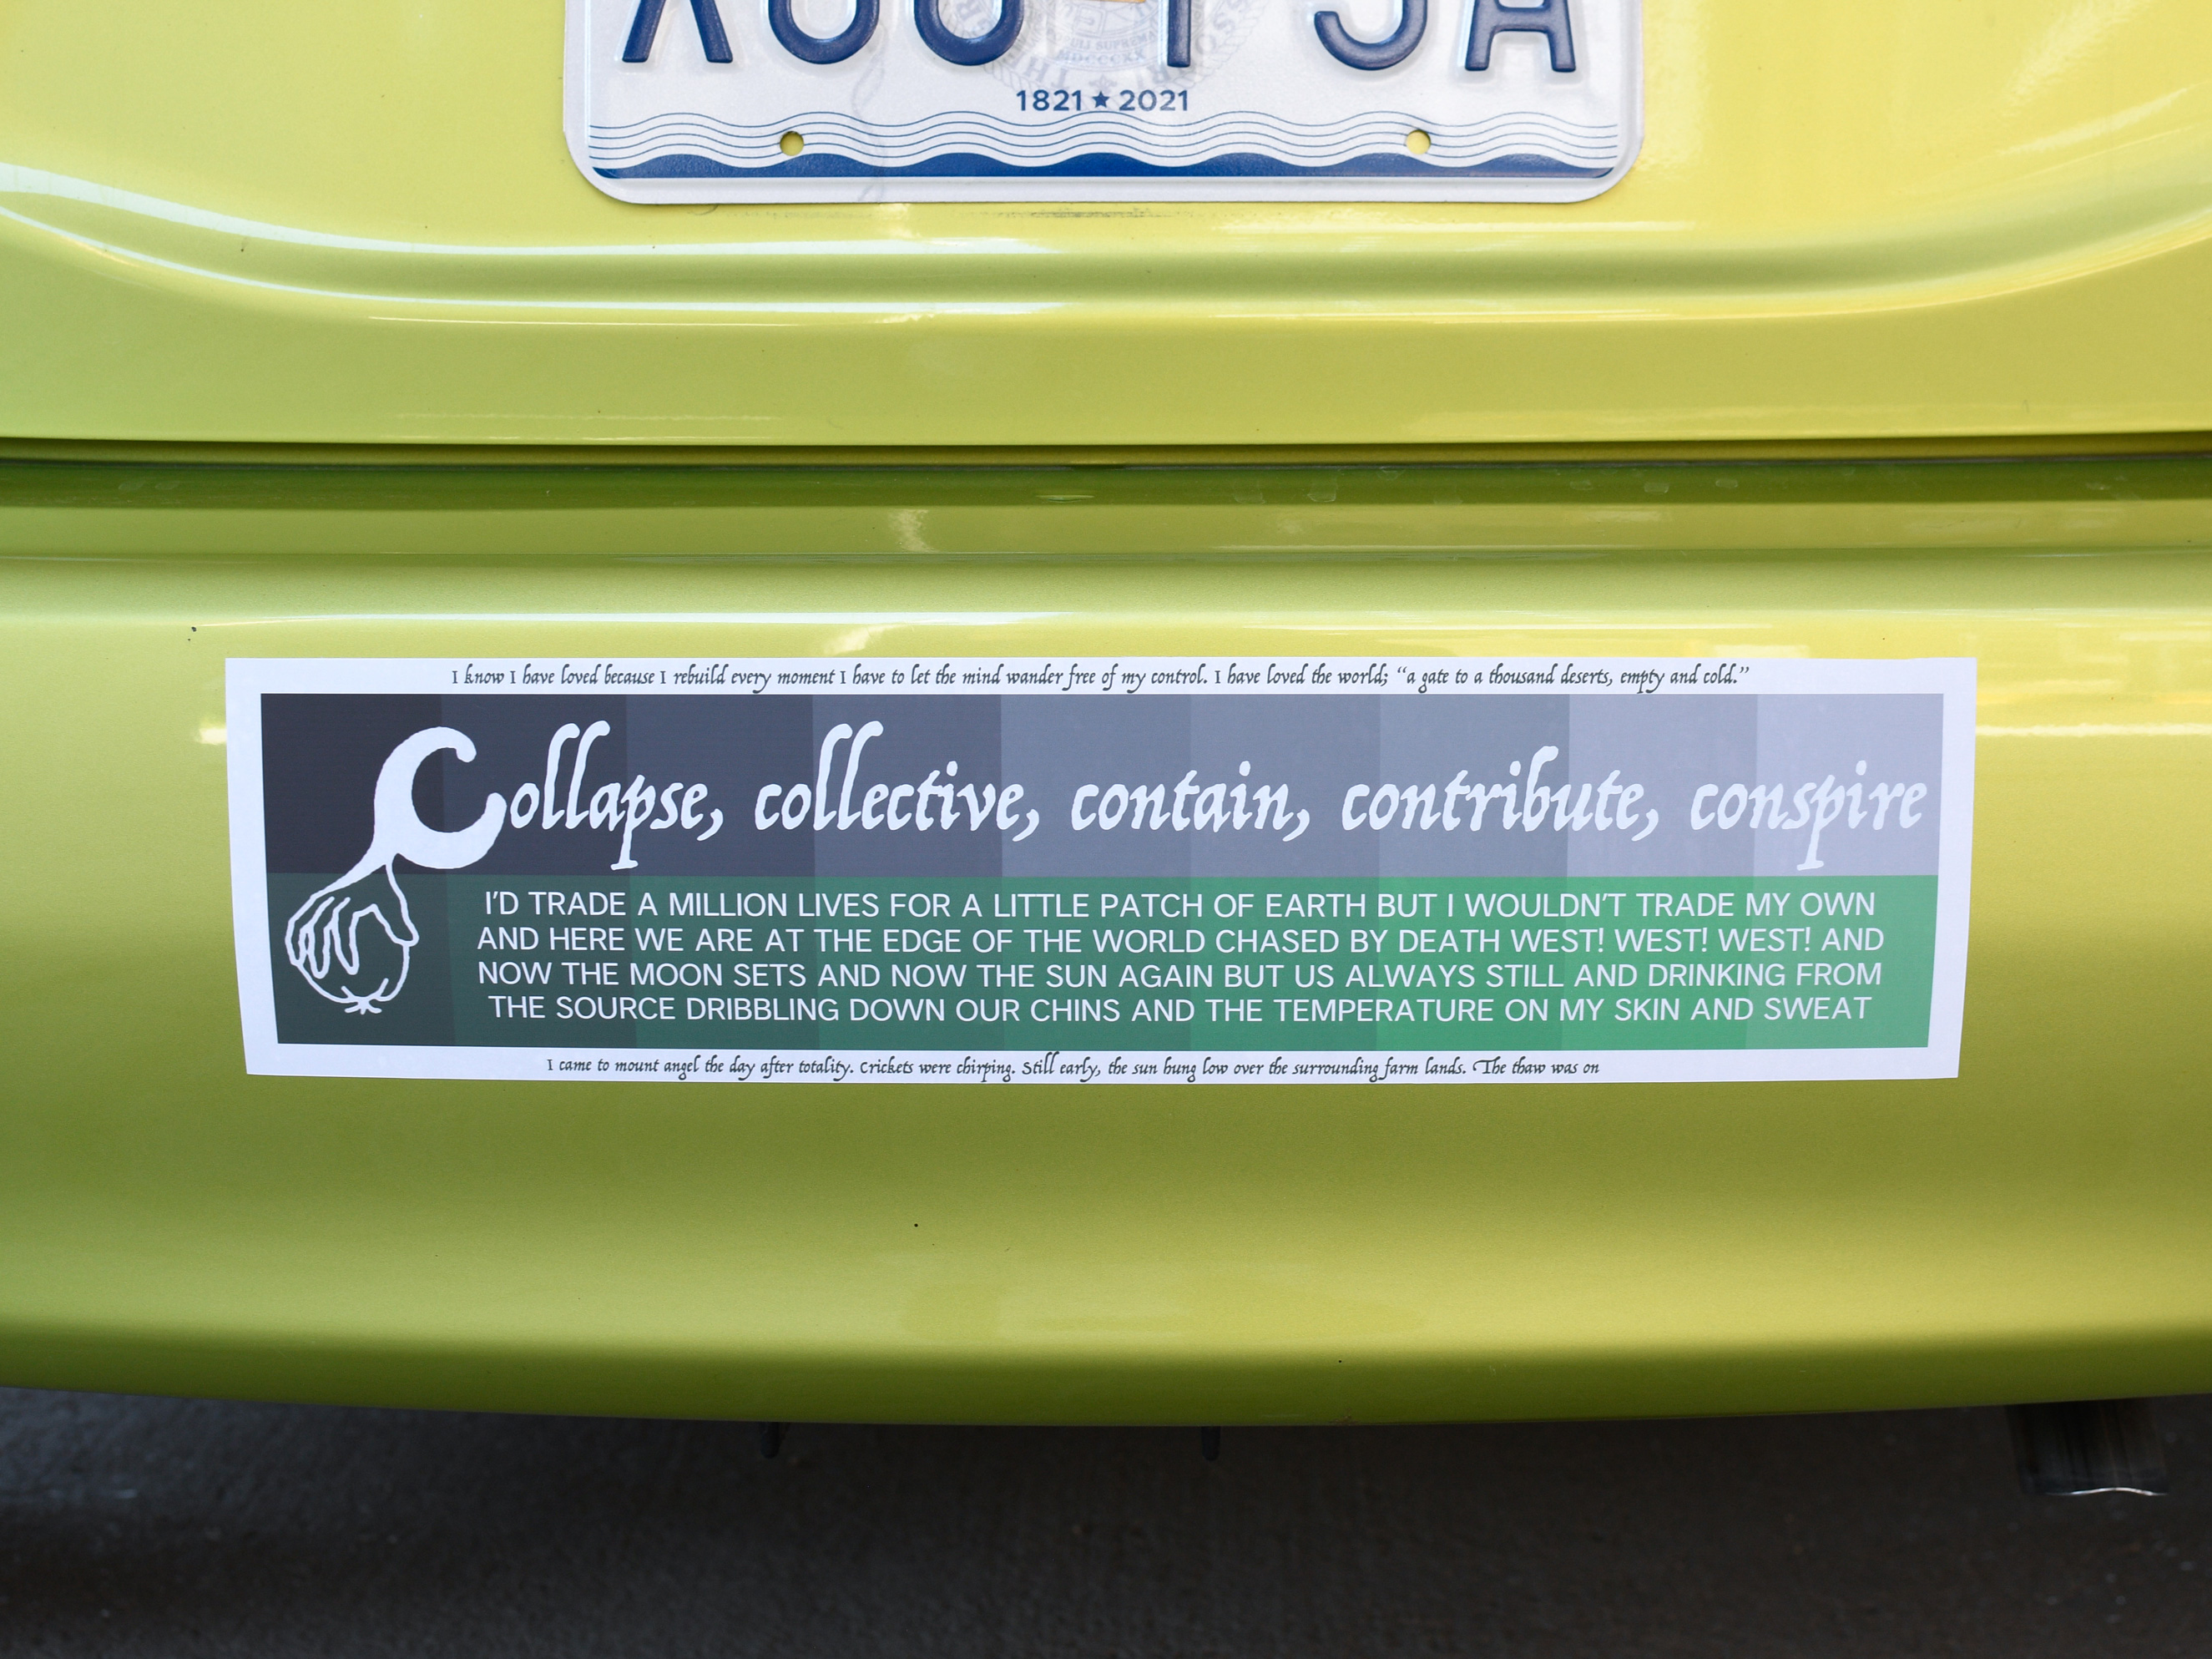 1821 ★ 2021
I know I have loved because I rebuild every moment I have to let the mind wander free of my control. I have loved the world; “a gate to a thousand deserts, empty and cold.”
Collapse, collective, contain, contribute, conspire
I'D TRADE A MILLION LIVES FOR A LITTLE PATCH OF EARTH BUT I WOULDN'T TRADE MY OWN
AND HERE WE ARE AT THE EDGE OF THE WORLD CHASED BY DEATH WEST! WEST! WEST! AND
NOW THE MOON SETS AND NOW THE SUN AGAIN BUT US ALWAYS STILL AND DRINKING FROM
THE SOURCE DRIBBLING DOWN OUR CHINS AND THE TEMPERATURE ON MY SKIN AND SWEAT
I came to mount angel the day after totality. Crickets were chirping. Still early, the sun hung low over the surrounding farm lands. The thaw was on